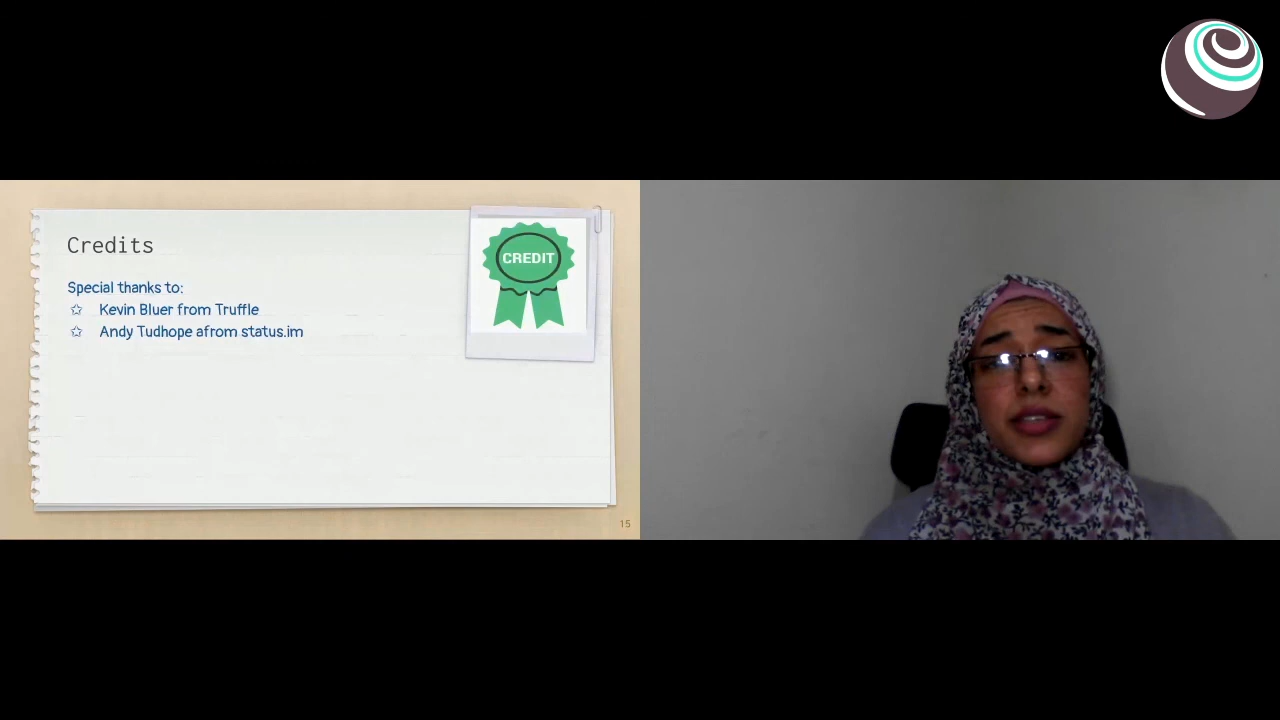 Credits
CREDIT
Special thanks to:
Kevin Bluer from Truffle
Andy Tudhope afrom status.im
15